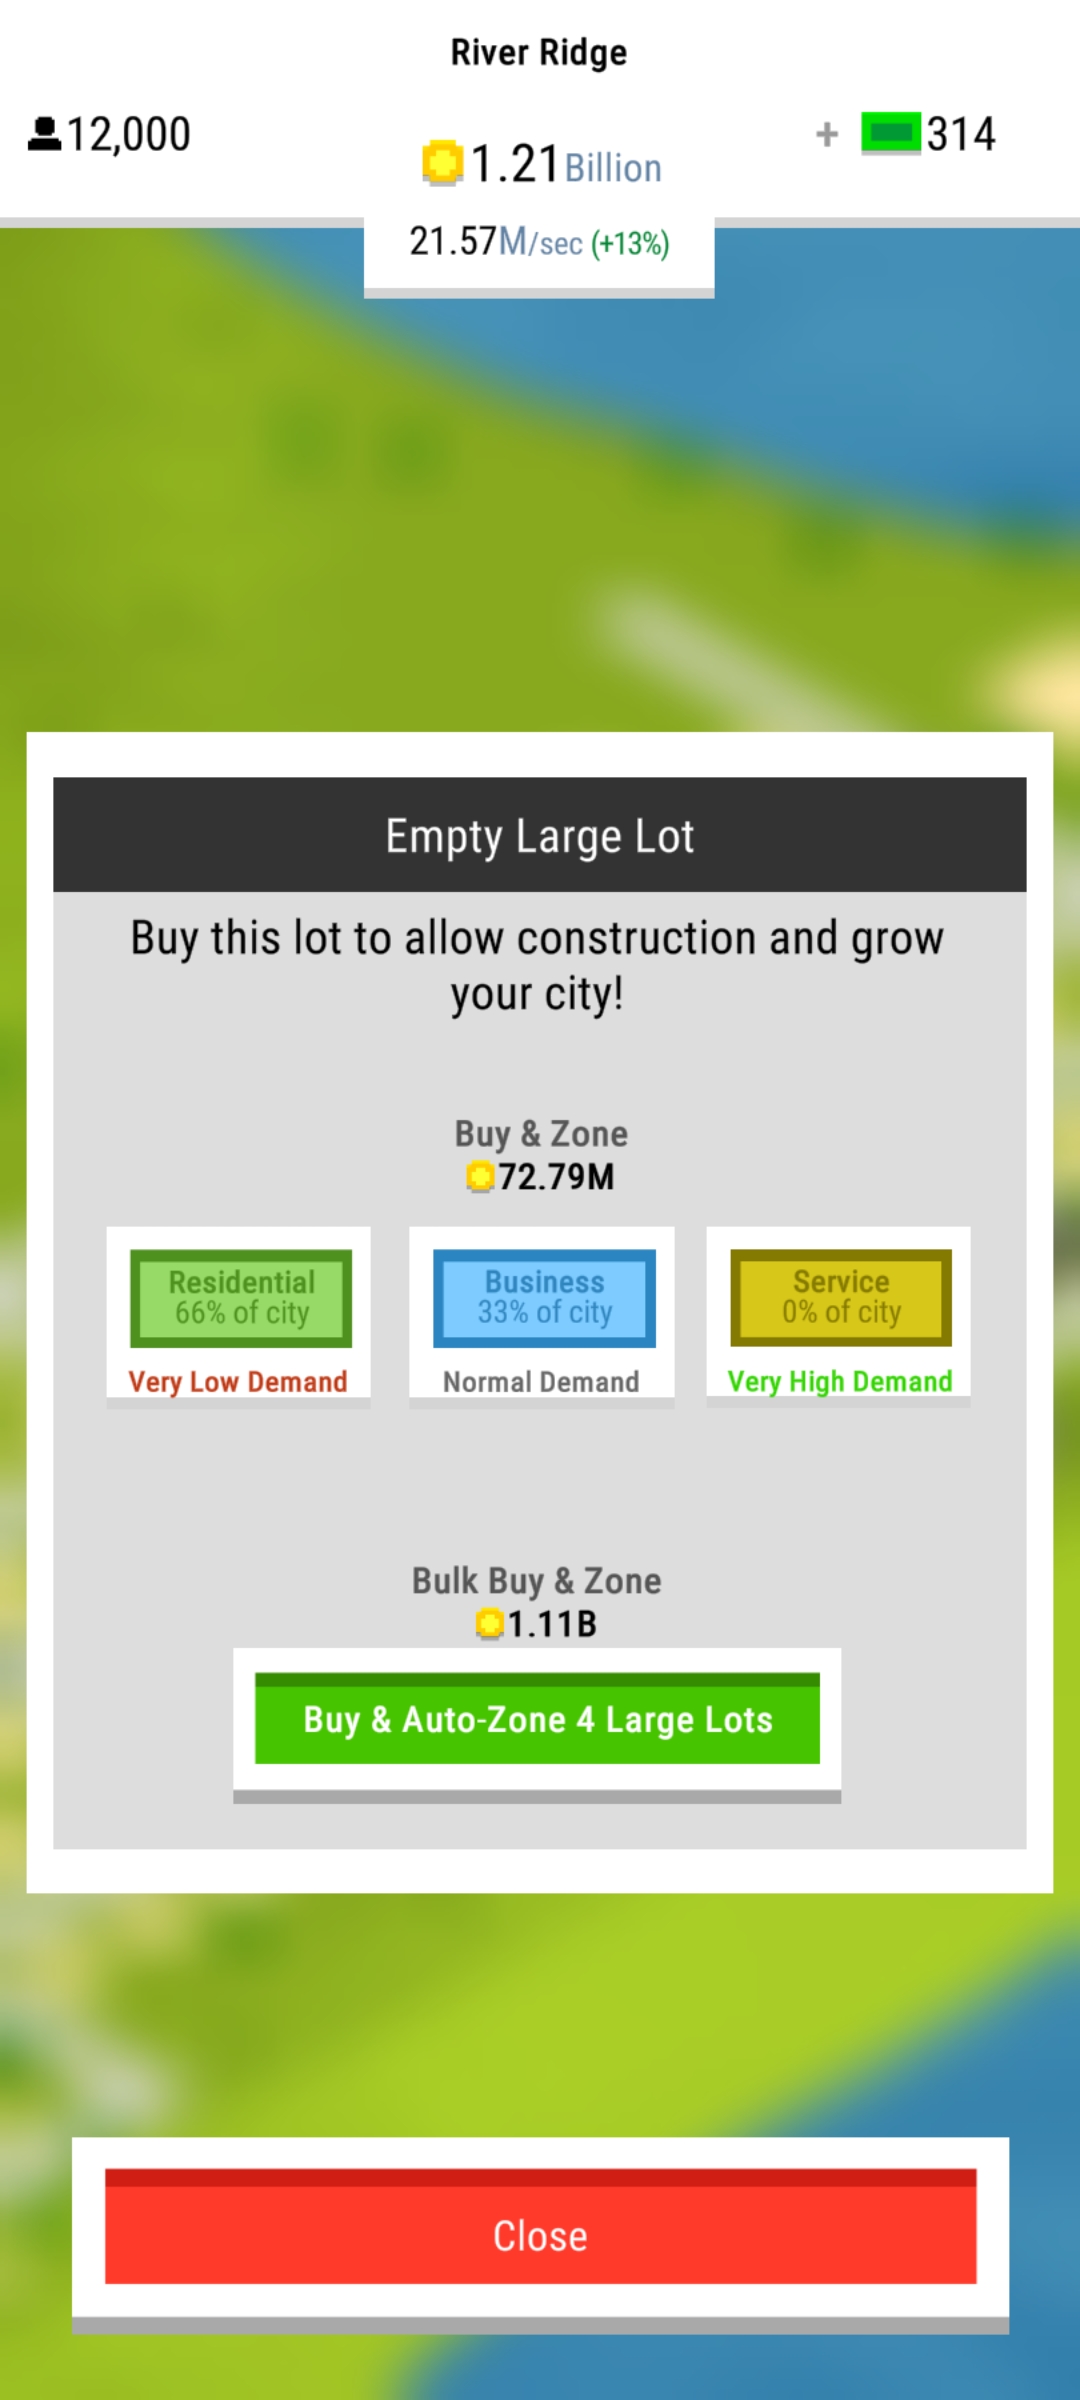 River Ridge
12,000
1.21 Billion
+ 314
21.57M/sec (+13%)
Empty Large Lot
Buy this lot to allow construction and grow
your city!
Buy & Zone
72.79M
Residential
66% of city
Very Low Demand
Business
33% of city
Normal Demand
Service
0% of city
Very High Demand
Bulk Buy & Zone
1.11B
Buy & Auto-Zone 4 Large Lots
Close